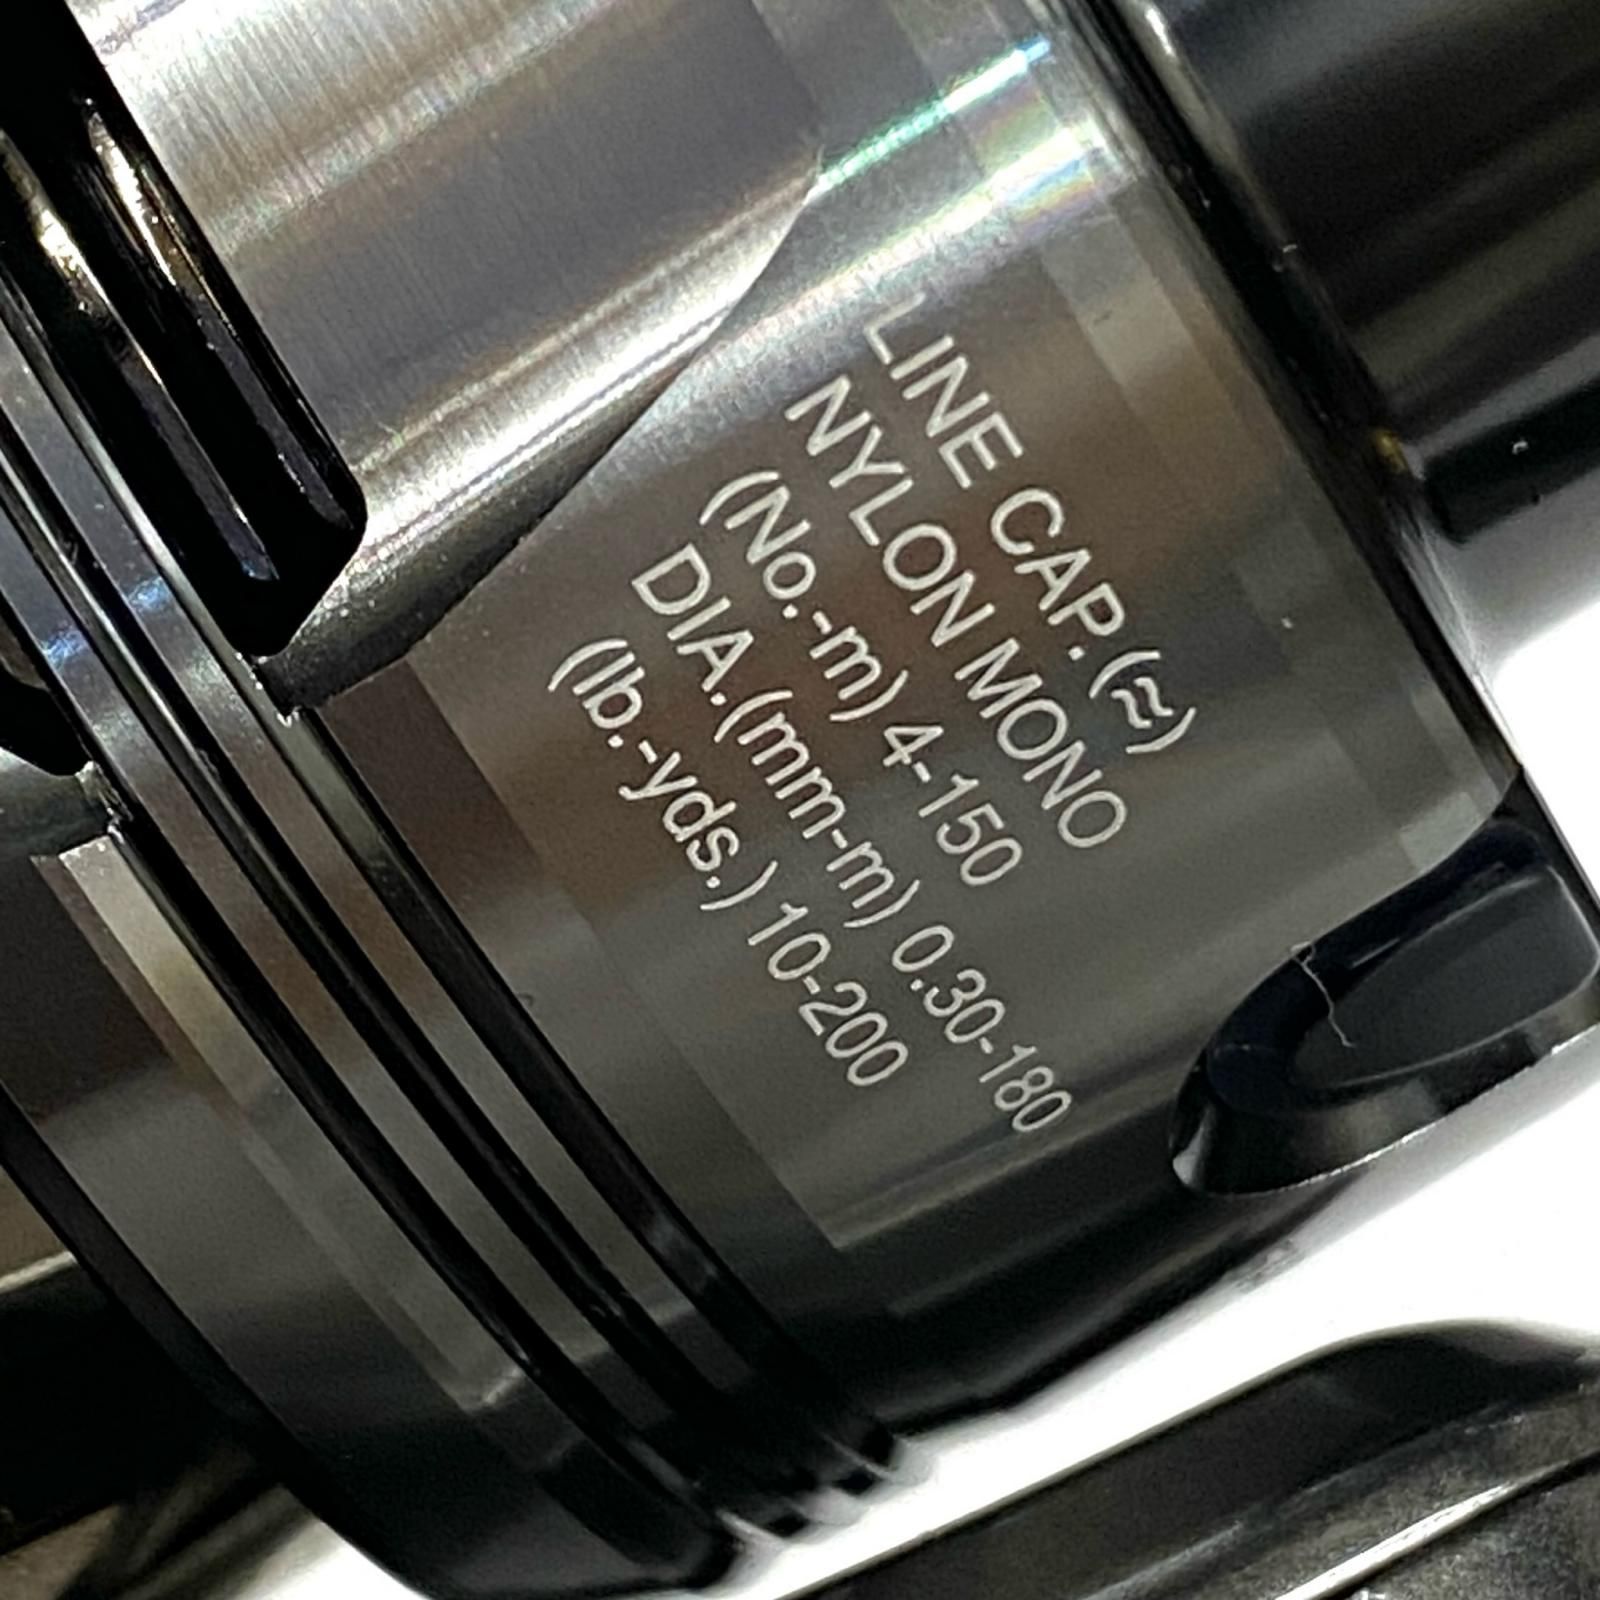 LINE CAP.(≈)
NYLON MONO
(No.-m) 4-150
DIA.(mm-m) 0.30-180
(lb.-yds.) 10-200